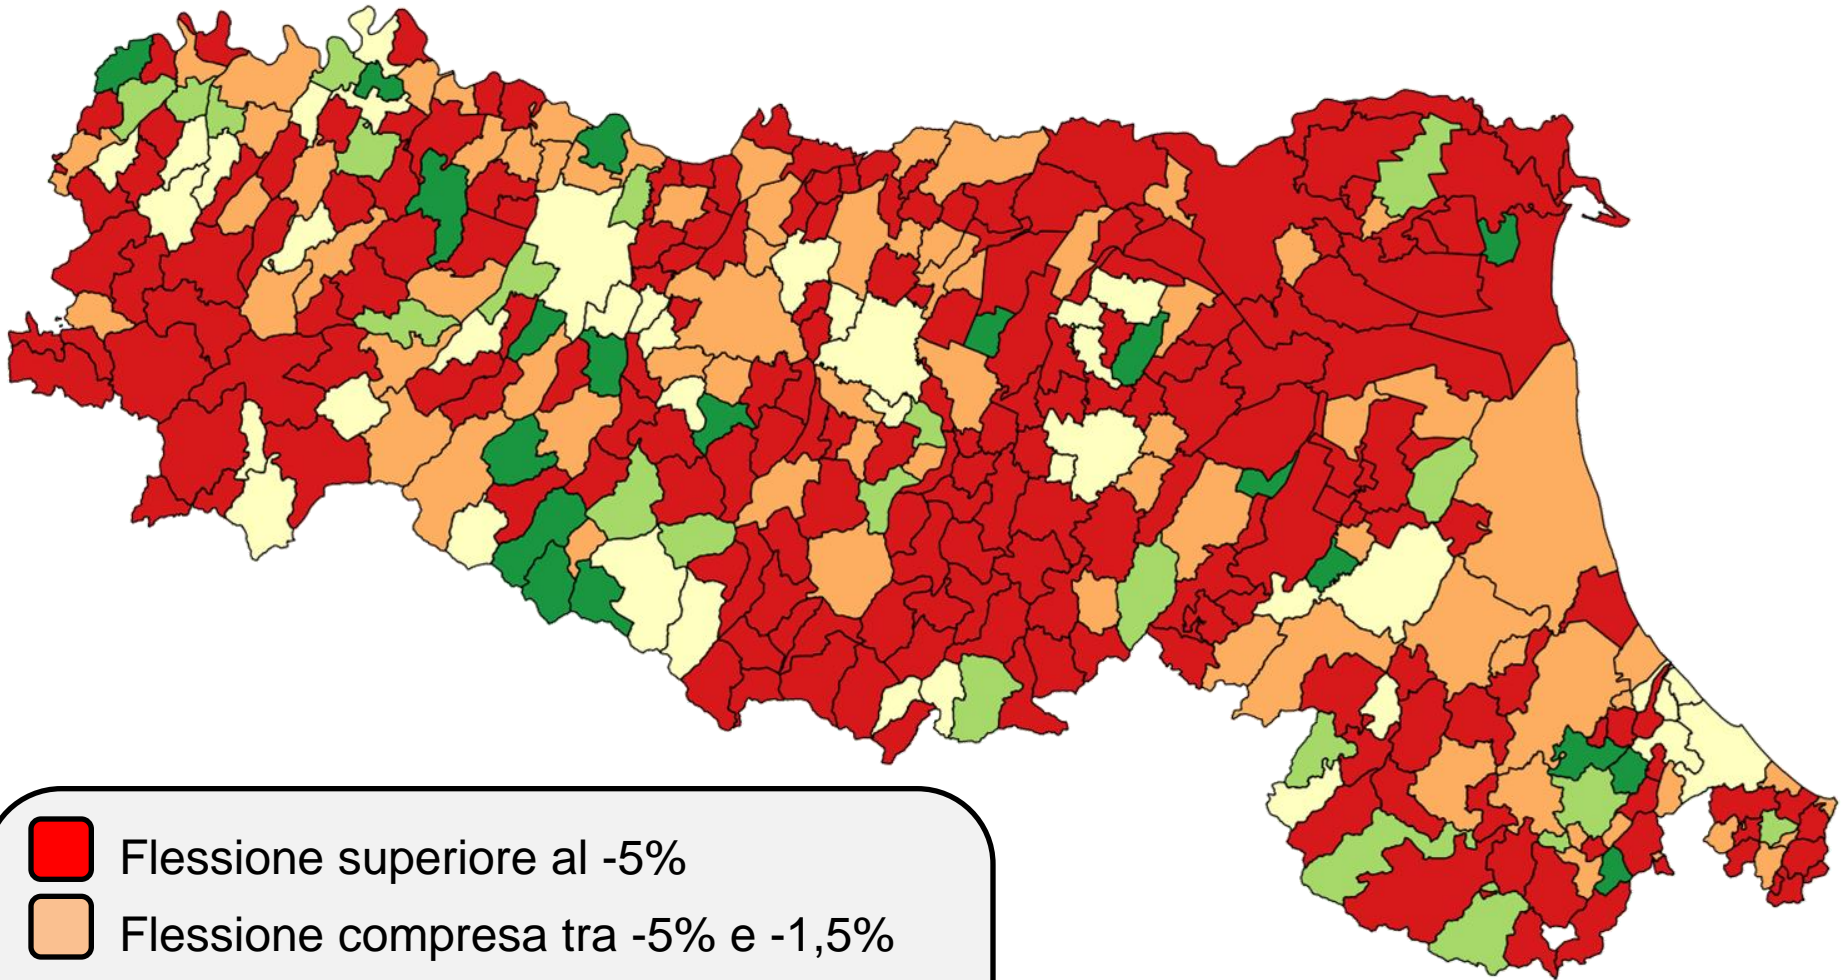 Flessione superiore al -5%
Flessione compresa tra -5% e -1,5%